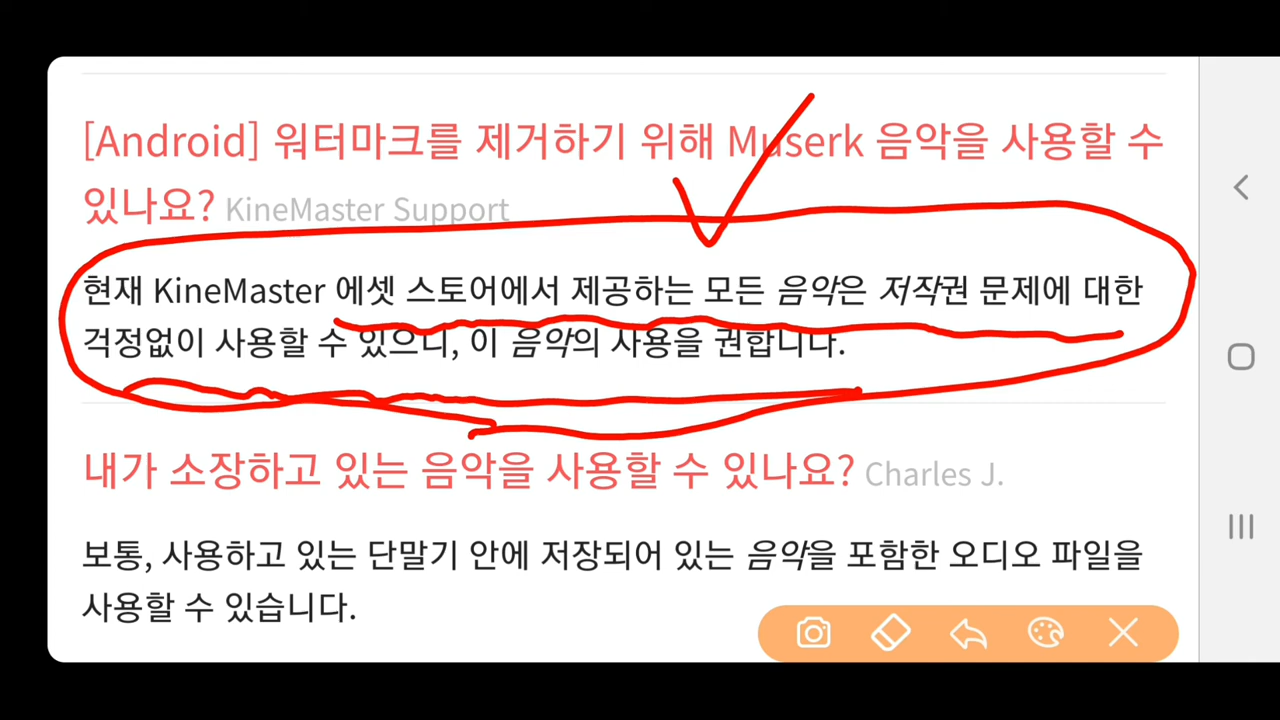 [Android] 워터마크를 제거하기 위해 Muserk 음악을 사용할 수
있나요? KineMaster Support
현재 KineMaster 에셋 스토어에서 제공하는 모든 음악은 저작권 문제에 대한
걱정없이 사용할 수 있으니, 이 음악의 사용을 권합니다.
내가 소장하고 있는 음악을 사용할 수 있나요? Charles J.
보통, 사용하고 있는 단말기 안에 저장되어 있는 음악을 포함한 오디오 파일을
사용할 수 있습니다.